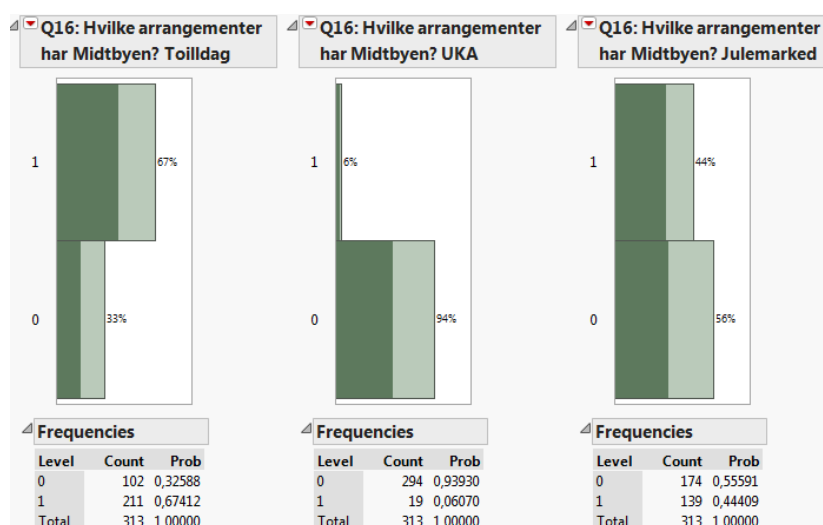 Q16: Hvilke arrangementer
har Midtbyen? Toilldag
1
67%
0
33%
Frequencies
Level Count Prob
0 102 0,32588
1 211 0,67412
Total 313 1,00000
Q16: Hvilke arrangementer
har Midtbyen? UKA
1
6%
0
94%
Frequencies
Level Count Prob
0 294 0,93930
1 19 0,06070
Total 313 1,00000
Q16: Hvilke arrangementer
har Midtbyen? Julemarked
1
44%
0
56%
Frequencies
Level Count Prob
0 174 0,55591
1 139 0,44409
Total 313 1,00000